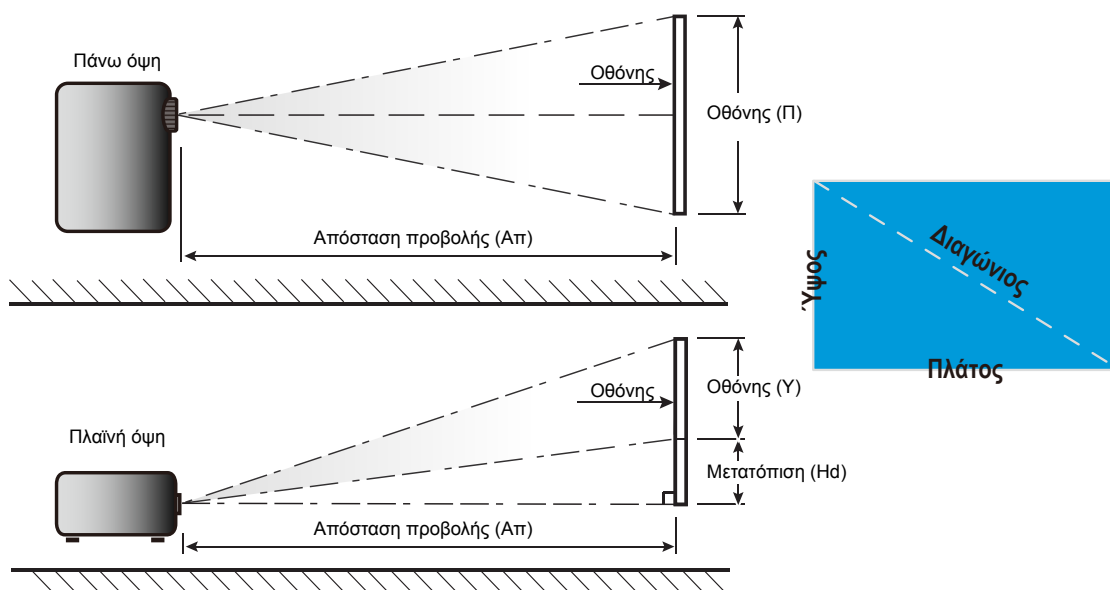 Πάνω όψη
Οθόνης
Οθόνης (Π)
Απόσταση προβολής (Απ)
Ύψος
Διαγώνιος
Πλάτος
Πλαϊνή όψη
Οθόνης
Οθόνης (Υ)
Μετατόπιση (Hd)
Απόσταση προβολής (Απ)